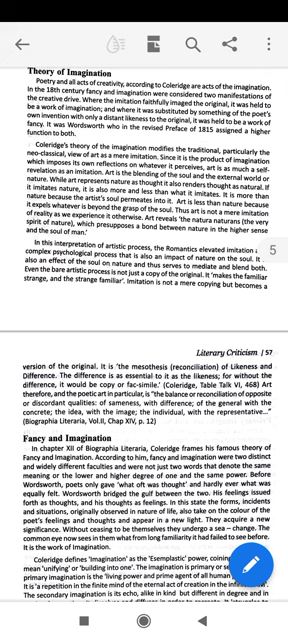 Theory of Imagination
Poetry and all acts of creativity, according to Coleridge are acts of the imagination.
In the 18th century fancy and imagination were considered two manifestations of
the creative drive. Where the imitation faithfully imaged the original, it was held to
be a work of imagination; and where it was substituted by something of the poet's
own invention with only a distant likeness to the original, it was held to be a work of
fancy. It was Wordsworth who in the revised Preface of 1815 assigned a higher
function to both.
Coleridge's theory of the imagination modifies the traditional, particularly the
neo-classical, view of art as a mere imitation. Since it is the product of imagination
which imposes its own reflections on whatever it perceives, art is as much a self-
revelation as an imitation. Art is the blending of the soul and the external world or
nature. While art represents nature as thought it also renders thought as natural. If
it imitates nature, it is also more and less than what it imitates. It is more than
nature because the artist's soul permeates into it. Art is less than nature because
it expels whatever is beyond the grasp of the soul. Thus art is not a mere imitation
of reality as we experience it otherwise. Art reveals 'the natura naturans (the very
spirit of nature), which presupposes a bond between nature in the higher sense
and the soul of man.'
In this interpretation of artistic process, the Romantics elevated imitation
complex psychological process that is also an impact of nature on the soul. It
also an effect of the soul on nature and thus serves to mediate and blend both.
Even the bare artistic process is not just a copy of the original. It 'makes the familiar
strange, and the strange familiar'. Imitation is not a mere copying but becomes a
5
Literary Criticism / 57
version of the original. It is 'the mesothesis (reconciliation) of Likeness and
Difference. The difference is as essential to it as the likeness; for without the
difference, it would be copy or fac-simile.' (Coleridge, Table Talk VI, 468) Art
therefore, and the poetic art in particular, is "the balance or reconciliation of opposite
or discordant qualities: of sameness, with difference; of the general with the
concrete; the idea, with the image; the individual, with the representative..."
(Biographia Literaria, Vol.II, Chap XIV, p. 12)
Fancy and Imagination
In chapter XII of Biographia Literaria, Coleridge frames his famous theory of
Fancy and Imagination. According to him, fancy and imagination were two distinct
and widely different faculties and were not just two words that denote the same
meaning or the lower and higher degree of one and the same power. Before
Wordsworth, poets only gave 'what oft was thought' and hardly ever what was
equally felt. Wordsworth bridged the gulf between the two. His feelings issued
forth as thoughts, and his thoughts as feelings. In this state the forms, incidents
and situations, originally observed in nature of life, also take on the colour of the
poet's feelings and thoughts and appear in a new light. They acquire a new
significance. Without ceasing to be themselves they undergo a sea - change. The
common eye now sees in them what from long familiarity it had failed to see before.
It is the work of Imagination.
Coleridge defines 'imagination' as the 'Esemplastic' power, coining
mean 'unifying' or 'building into one'. The imagination is primary or
primary imagination is the 'living power and prime agent of all human
It is 'a repetition in the finite mind of the eternal act of creation in the
The secondary imagination is its echo, alike in kind but different in degree and in